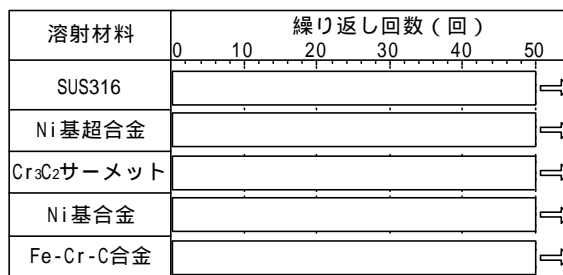 溶射材料
繰り返し回数(回)
0 10 20 30 40 50
SUS316
Ni基超合金
Cr₃C₂サーメット
Ni基合金
Fe-Cr-C合金